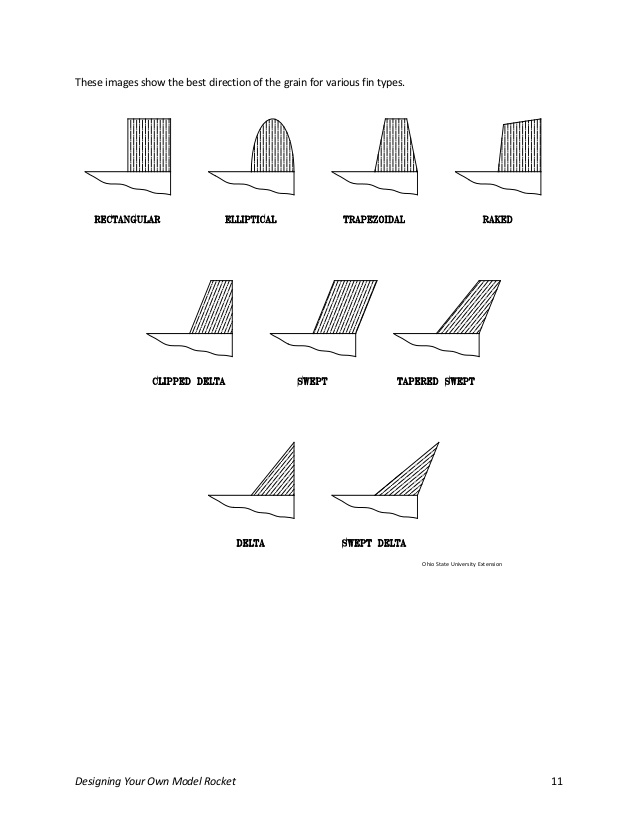 These images show the best direction of the grain for various fin types.
RECTANGULAR ELLIPTICAL TRAPEZOIDAL RAKED
CLIPPED DELTA SWEPT TAPERED SWEPT
DELTA SWEPT DELTA
Ohio State University Extension
Designing Your Own Model Rocket 11